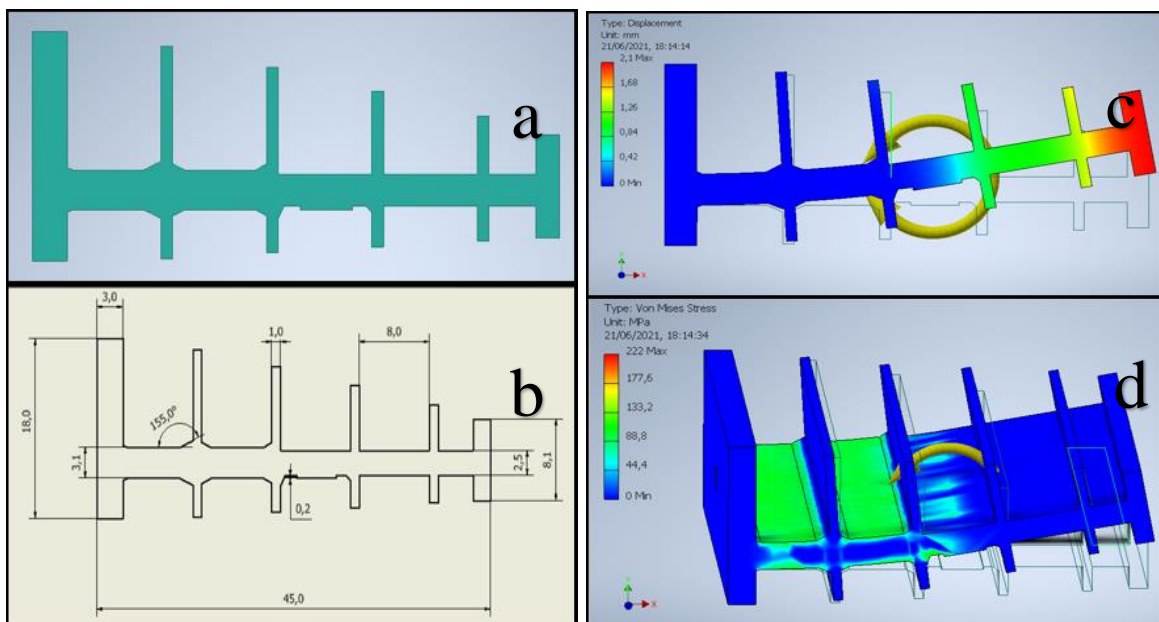 a
3,0
1,0
8,0
b
18,0
155,0°
3,1
2,5
8,1
0,2
45,0
Type: Displacement
Unit: mm
21/06/2021, 18:14:14
2,1 Max
1,68
1,26
0,84
0,42
0 Min
c
Y
X
Type: Von Mises Stress
Unit: MPa
21/06/2021, 18:14:34
222 Max
177,6
133,2
88,8
44,4
0 Min
d
X